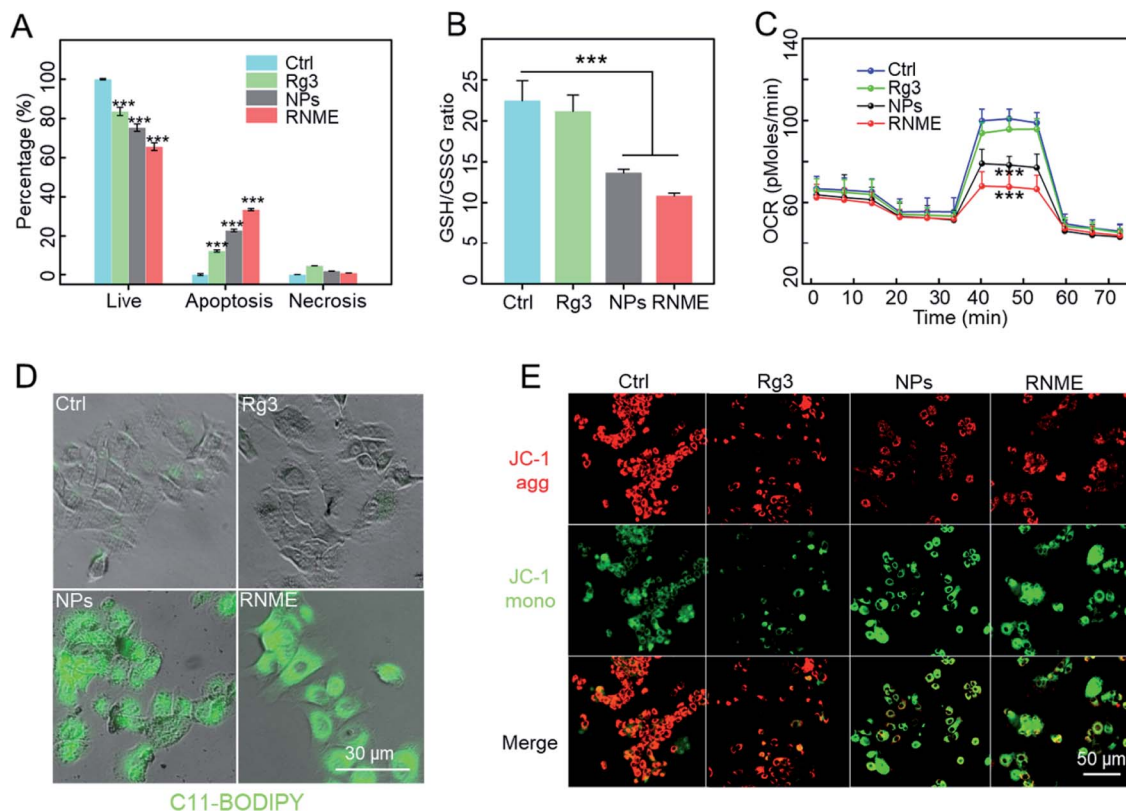 A
Percentage (%)
100
80
60
40
20
0
Ctrl
Rg3
NPs
RNME
***
***
***
***
***
***
Live
Apoptosis
Necrosis
B
GSH/GSSG ratio
25
20
15
10
5
0
***
Ctrl
Rg3
NPs
RNME
C
OCR (pMoles/min)
140
100
60
20
Ctrl
Rg3
NPs
RNME
***
***
0 10 20 30 40 50 60 70
Time (min)
D
Ctrl
Rg3
NPs
RNME
30 μm
C11-BODIPY
E
Ctrl
Rg3
NPs
RNME
JC-1
agg
JC-1
mono
Merge
50 μm